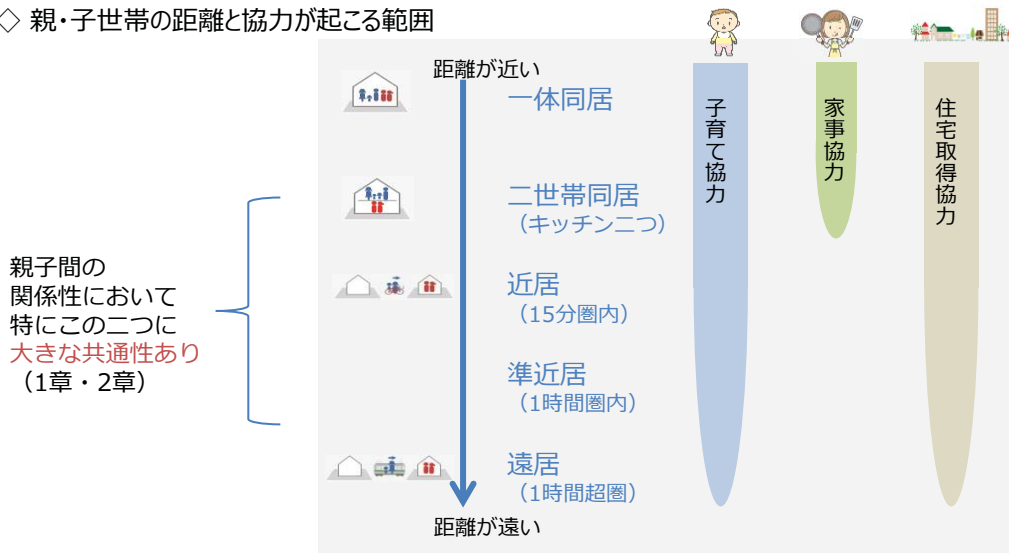 ◇ 親・子世帯の距離と協力が起こる範囲
距離が近い
一体同居
二世帯同居
（キッチン二つ）
近居
（15分圏内）
準近居
（1時間圏内）
遠居
（1時間超圏）
距離が遠い
親子間の
関係性において
特にこの二つに
大きな共通性あり
（1章・2章）
子育て協力
家事協力
住宅取得協力